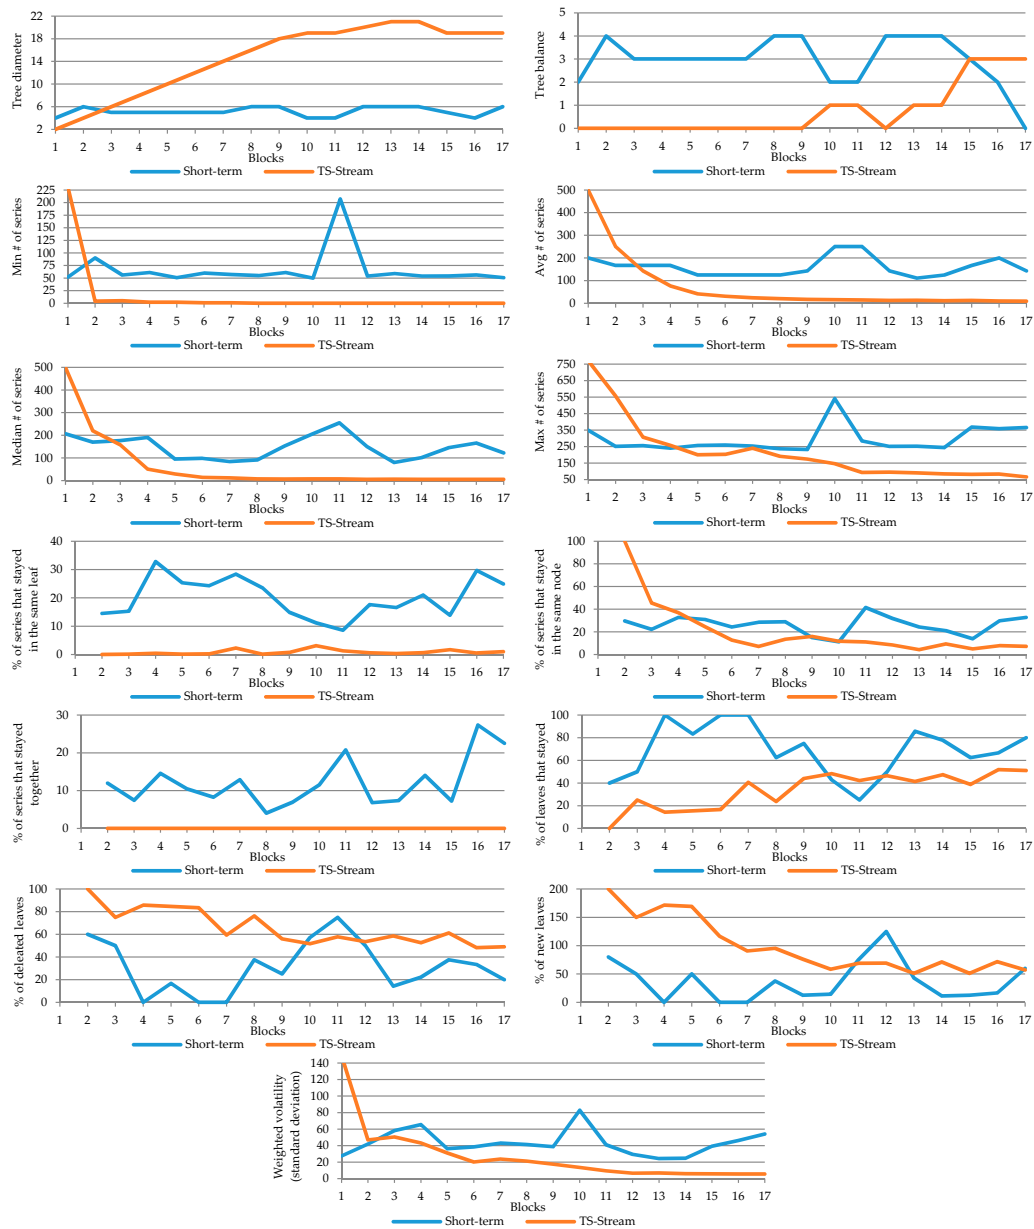 Tree diameter
22
18
14
10
6
2
1 2 3 4 5 6 7 8 9 10 11 12 13 14 15 16 17
Blocks
Short-term TS-Stream
Tree balance
5
4
3
2
1
0
1 2 3 4 5 6 7 8 9 10 11 12 13 14 15 16 17
Blocks
Short-term TS-Stream
Min # of series
225
200
175
150
125
100
75
50
25
0
1 2 3 4 5 6 7 8 9 10 11 12 13 14 15 16 17
Blocks
Short-term TS-Stream
Avg # of series
500
400
300
200
100
0
1 2 3 4 5 6 7 8 9 10 11 12 13 14 15 16 17
Blocks
Short-term TS-Stream
Median # of series
500
400
300
200
100
0
1 2 3 4 5 6 7 8 9 10 11 12 13 14 15 16 17
Blocks
Short-term TS-Stream
Max # of series
750
650
550
450
350
250
150
50
1 2 3 4 5 6 7 8 9 10 11 12 13 14 15 16 17
Blocks
Short-term TS-Stream
% of series that stayed
in the same leaf
40
30
20
10
0
1 2 3 4 5 6 7 8 9 10 11 12 13 14 15 16 17
Blocks
Short-term TS-Stream
% of series that stayed
in the same node
100
80
60
40
20
0
1 2 3 4 5 6 7 8 9 10 11 12 13 14 15 16 17
Blocks
Short-term TS-Stream
% of series that stayed
together
30
20
10
0
1 2 3 4 5 6 7 8 9 10 11 12 13 14 15 16 17
Blocks
Short-term TS-Stream
% of leaves that stayed
100
80
60
40
20
0
1 2 3 4 5 6 7 8 9 10 11 12 13 14 15 16 17
Blocks
Short-term TS-Stream
% of deleated leaves
100
80
60
40
20
0
1 2 3 4 5 6 7 8 9 10 11 12 13 14 15 16 17
Blocks
Short-term TS-Stream
% of new leaves
200
150
100
50
0
1 2 3 4 5 6 7 8 9 10 11 12 13 14 15 16 17
Blocks
Short-term TS-Stream
Weighted volatility
(standard deviation)
140
120
100
80
60
40
20
0
1 2 3 4 5 6 7 8 9 10 11 12 13 14 15 16 17
Blocks
Short-term TS-Stream